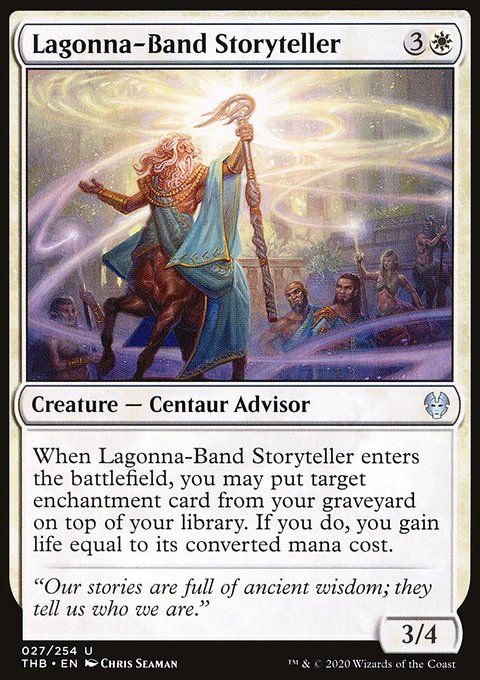 Lagonna-Band Storyteller 3
Creature — Centaur Advisor
When Lagonna-Band Storyteller enters
the battlefield, you may put target
enchantment card from your graveyard
on top of your library. If you do, you gain
life equal to its converted mana cost.
“Our stories are full of ancient wisdom; they
tell us who we are.”
3/4
027/254 U
THB • EN Chris Seaman
™ & © 2020 Wizards of the Coast